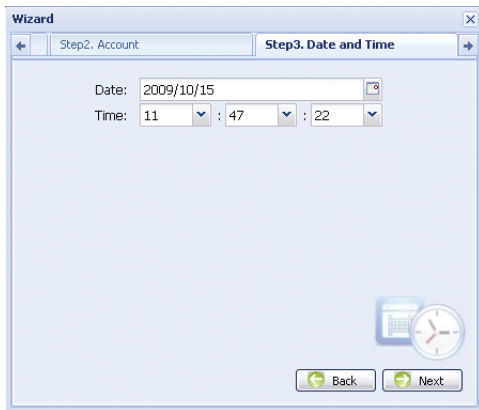 Wizard
Step2. Account
Step3. Date and Time
Date: 2009/10/15
Time: 11 : 47 : 22
Back
Next